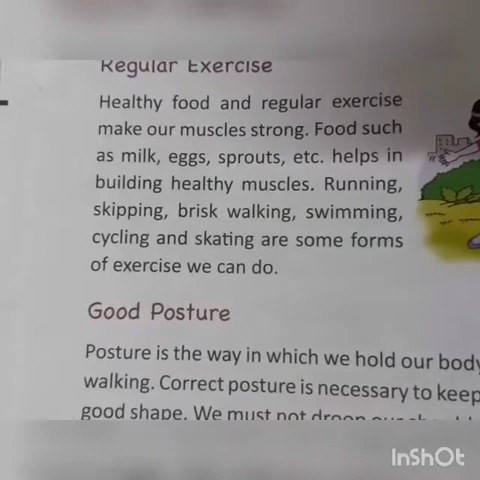 Regular Exercise
Healthy food and regular exercise
make our muscles strong. Food such
as milk, eggs, sprouts, etc. helps in
building healthy muscles. Running,
skipping, brisk walking, swimming,
cycling and skating are some forms
of exercise we can do.
Good Posture
Posture is the way in which we hold our body
walking. Correct posture is necessary to keep
good shape. We must not droop our
InShOt